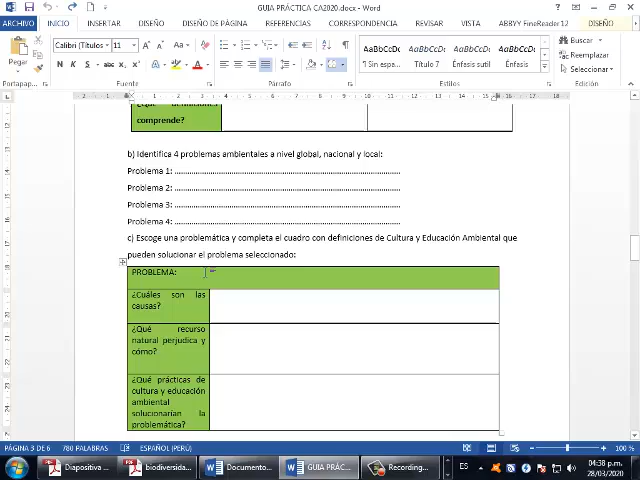 GUIA PRÁCTICA CA2020.docx - Word
ARCHIVO INICIO INSERTAR DISEÑO DISEÑO DE PÁGINA REFERENCIAS CORRESPONDENCIA REVISAR VISTA ABBYY FineReader 12 DISEÑO
Pegar
Calibri (Títulos 11
Buscar
Reemplazar
Seleccionar
AaBbCcDc AaBbCcDc AaBbCcDc AaBbCcDc
¶ Sin espa... Título 7 Énfasis sutil Énfasis
Portapap... Fuente Párrafo Estilos Edición
comprende?
b) Identifica 4 problemas ambientales a nivel global, nacional y local:
Problema 1:
Problema 2:
Problema 3:
Problema 4:
c) Escoge una problemática y completa el cuadro con definiciones de Cultura y Educación Ambiental que
pueden solucionar el problema seleccionado:
PROBLEMA:
¿Cuáles son las
causas?
¿Qué recurso
natural perjudica y
cómo?
¿Qué prácticas de
cultura y educación
ambiental
solucionarían la
problemática?
PÁGINA 3 DE 6 780 PALABRAS ESPAÑOL (PERÚ) 100 %
Diapositiva ... biodiversida... Documento... GUIA PRÁC... Recording... ES 04:38 p.m.
28/03/2020